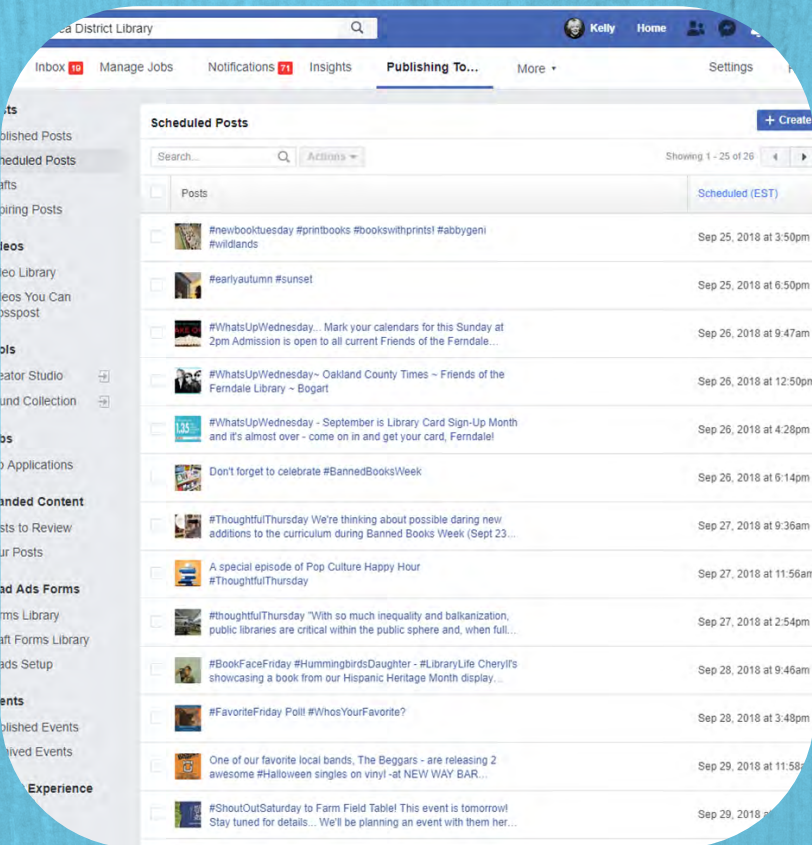 ea District Library
Kelly Home
Inbox 19 Manage Jobs Notifications 71 Insights Publishing To... More Settings
Scheduled Posts
+ Create
Search... Actions
Showing 1 - 25 of 26
Posts Scheduled (EST)
#newbooktuesday #printbooks #bookswithprints! #abbygeni
#wildlands
Sep 25, 2018 at 3:50pm
#earlyautumn #sunset
Sep 25, 2018 at 6:50pm
#WhatsUpWednesday... Mark your calendars for this Sunday at
2pm Admission is open to all current Friends of the Ferndale...
Sep 26, 2018 at 9:47am
#WhatsUpWednesday~ Oakland County Times ~ Friends of the
Ferndale Library ~ Bogart
Sep 26, 2018 at 12:50pm
1.35
#WhatsUpWednesday - September is Library Card Sign-Up Month
and it's almost over - come on in and get your card, Ferndale!
Sep 26, 2018 at 4:28pm
Don't forget to celebrate #BannedBooksWeek
Sep 26, 2018 at 6:14pm
#ThoughtfulThursday We're thinking about possible daring new
additions to the curriculum during Banned Books Week (Sept 23...
Sep 27, 2018 at 9:36am
A special episode of Pop Culture Happy Hour
#ThoughtfulThursday
Sep 27, 2018 at 11:56am
#thoughtfulThursday "With so much inequality and balkanization,
public libraries are critical within the public sphere and, when full...
Sep 27, 2018 at 2:54pm
#BookFaceFriday #HummingbirdsDaughter - #LibraryLife Cheryll's
showcasing a book from our Hispanic Heritage Month display...
Sep 28, 2018 at 9:46am
#FavoriteFriday Poll! #WhosYourFavorite?
Sep 28, 2018 at 3:48pm
One of our favorite local bands, The Beggars - are releasing 2
awesome #Halloween singles on vinyl -at NEW WAY BAR...
Sep 29, 2018 at 11:58a
#ShoutOutSaturday to Farm Field Table! This event is tomorrow!
Stay tuned for details... We'll be planning an event with them her...
Sep 29, 2018
sts
blished Posts
heduled Posts
afts
piring Posts
deos
deo Library
deos You Can
osspost
ols
eator Studio
und Collection
bs
b Applications
anded Content
sts to Review
ur Posts
ad Ads Forms
rms Library
aft Forms Library
ads Setup
ents
blished Events
hived Events
Experience